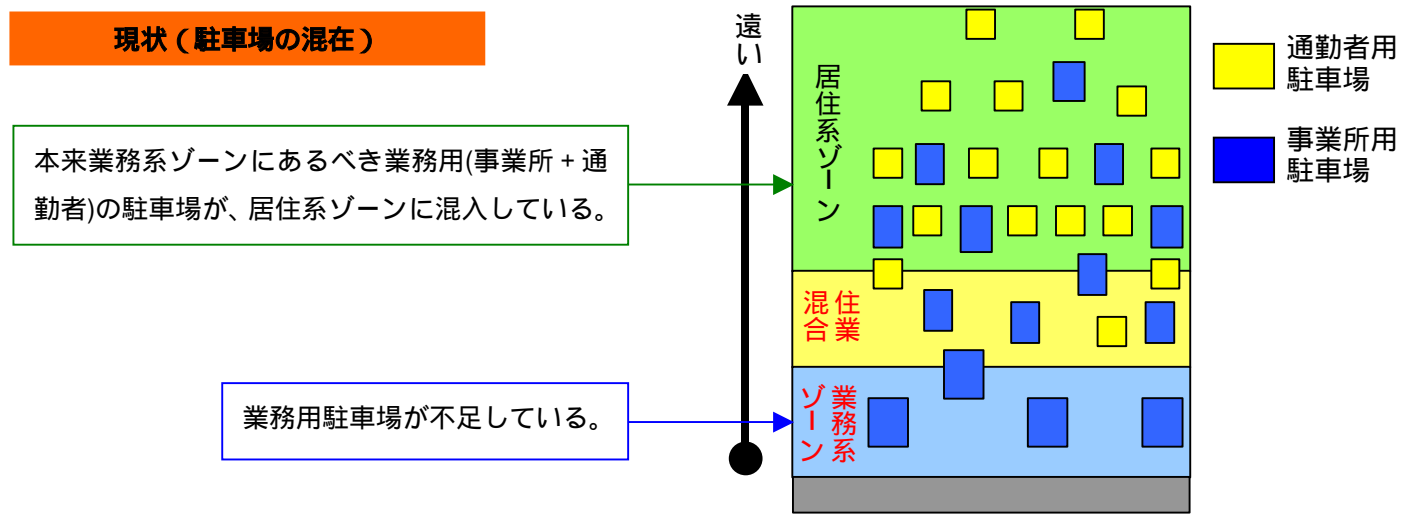 現状（駐車場の混在）
遠い
居住系ゾーン
通勤者用
駐車場
事業所用
駐車場
本来業務系ゾーンにあるべき業務用(事業所 + 通
勤者)の駐車場が、居住系ゾーンに混入している。
住業
混合
業務系
ゾーン
業務用駐車場が不足している。